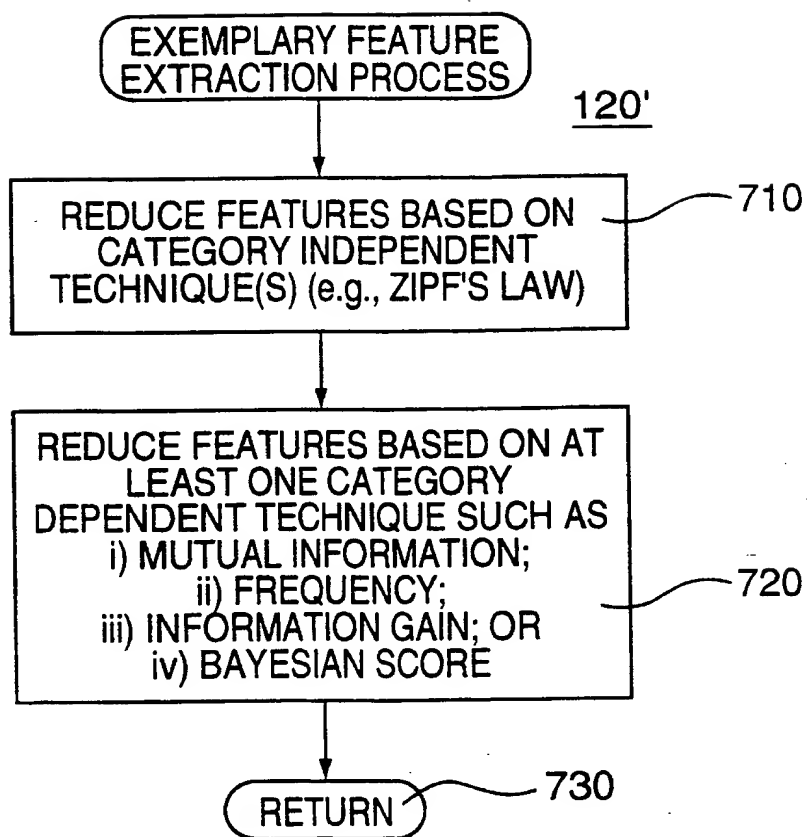 EXEMPLARY FEATURE
EXTRACTION PROCESS
120'
REDUCE FEATURES BASED ON
CATEGORY INDEPENDENT
TECHNIQUE(S) (e.g., ZIPF'S LAW)
710
REDUCE FEATURES BASED ON AT
LEAST ONE CATEGORY
DEPENDENT TECHNIQUE SUCH AS
i) MUTUAL INFORMATION;
ii) FREQUENCY;
iii) INFORMATION GAIN; OR
iv) BAYESIAN SCORE
720
RETURN
730